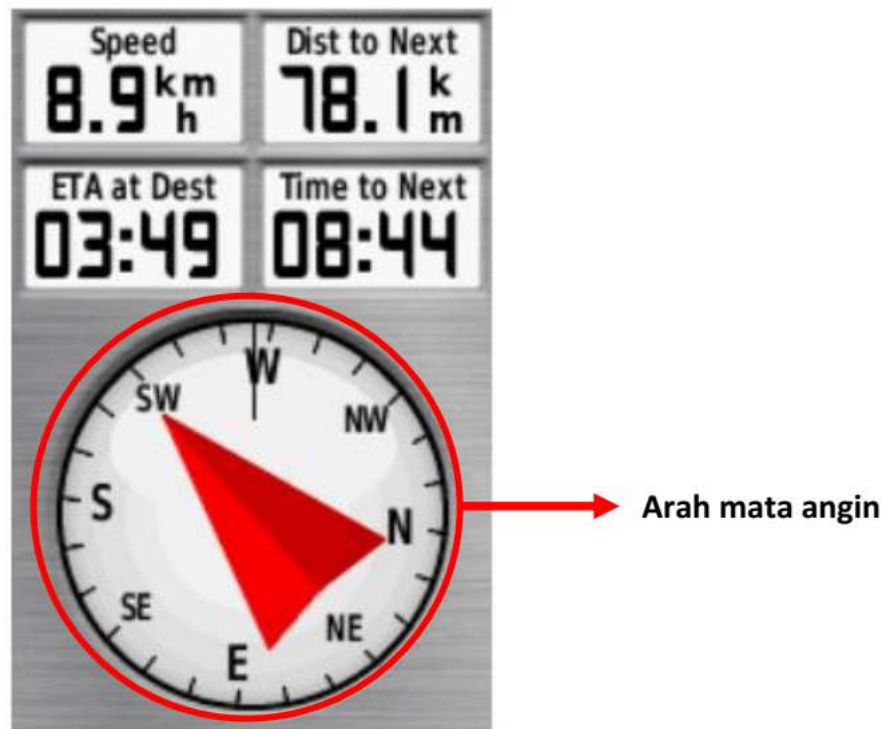 Speed
8.9 km h
Dist to Next
78.1 k m
ETA at Dest
03:49
Time to Next
08:44
W
SW
NW
S
N
SE
NE
E
Arah mata angin